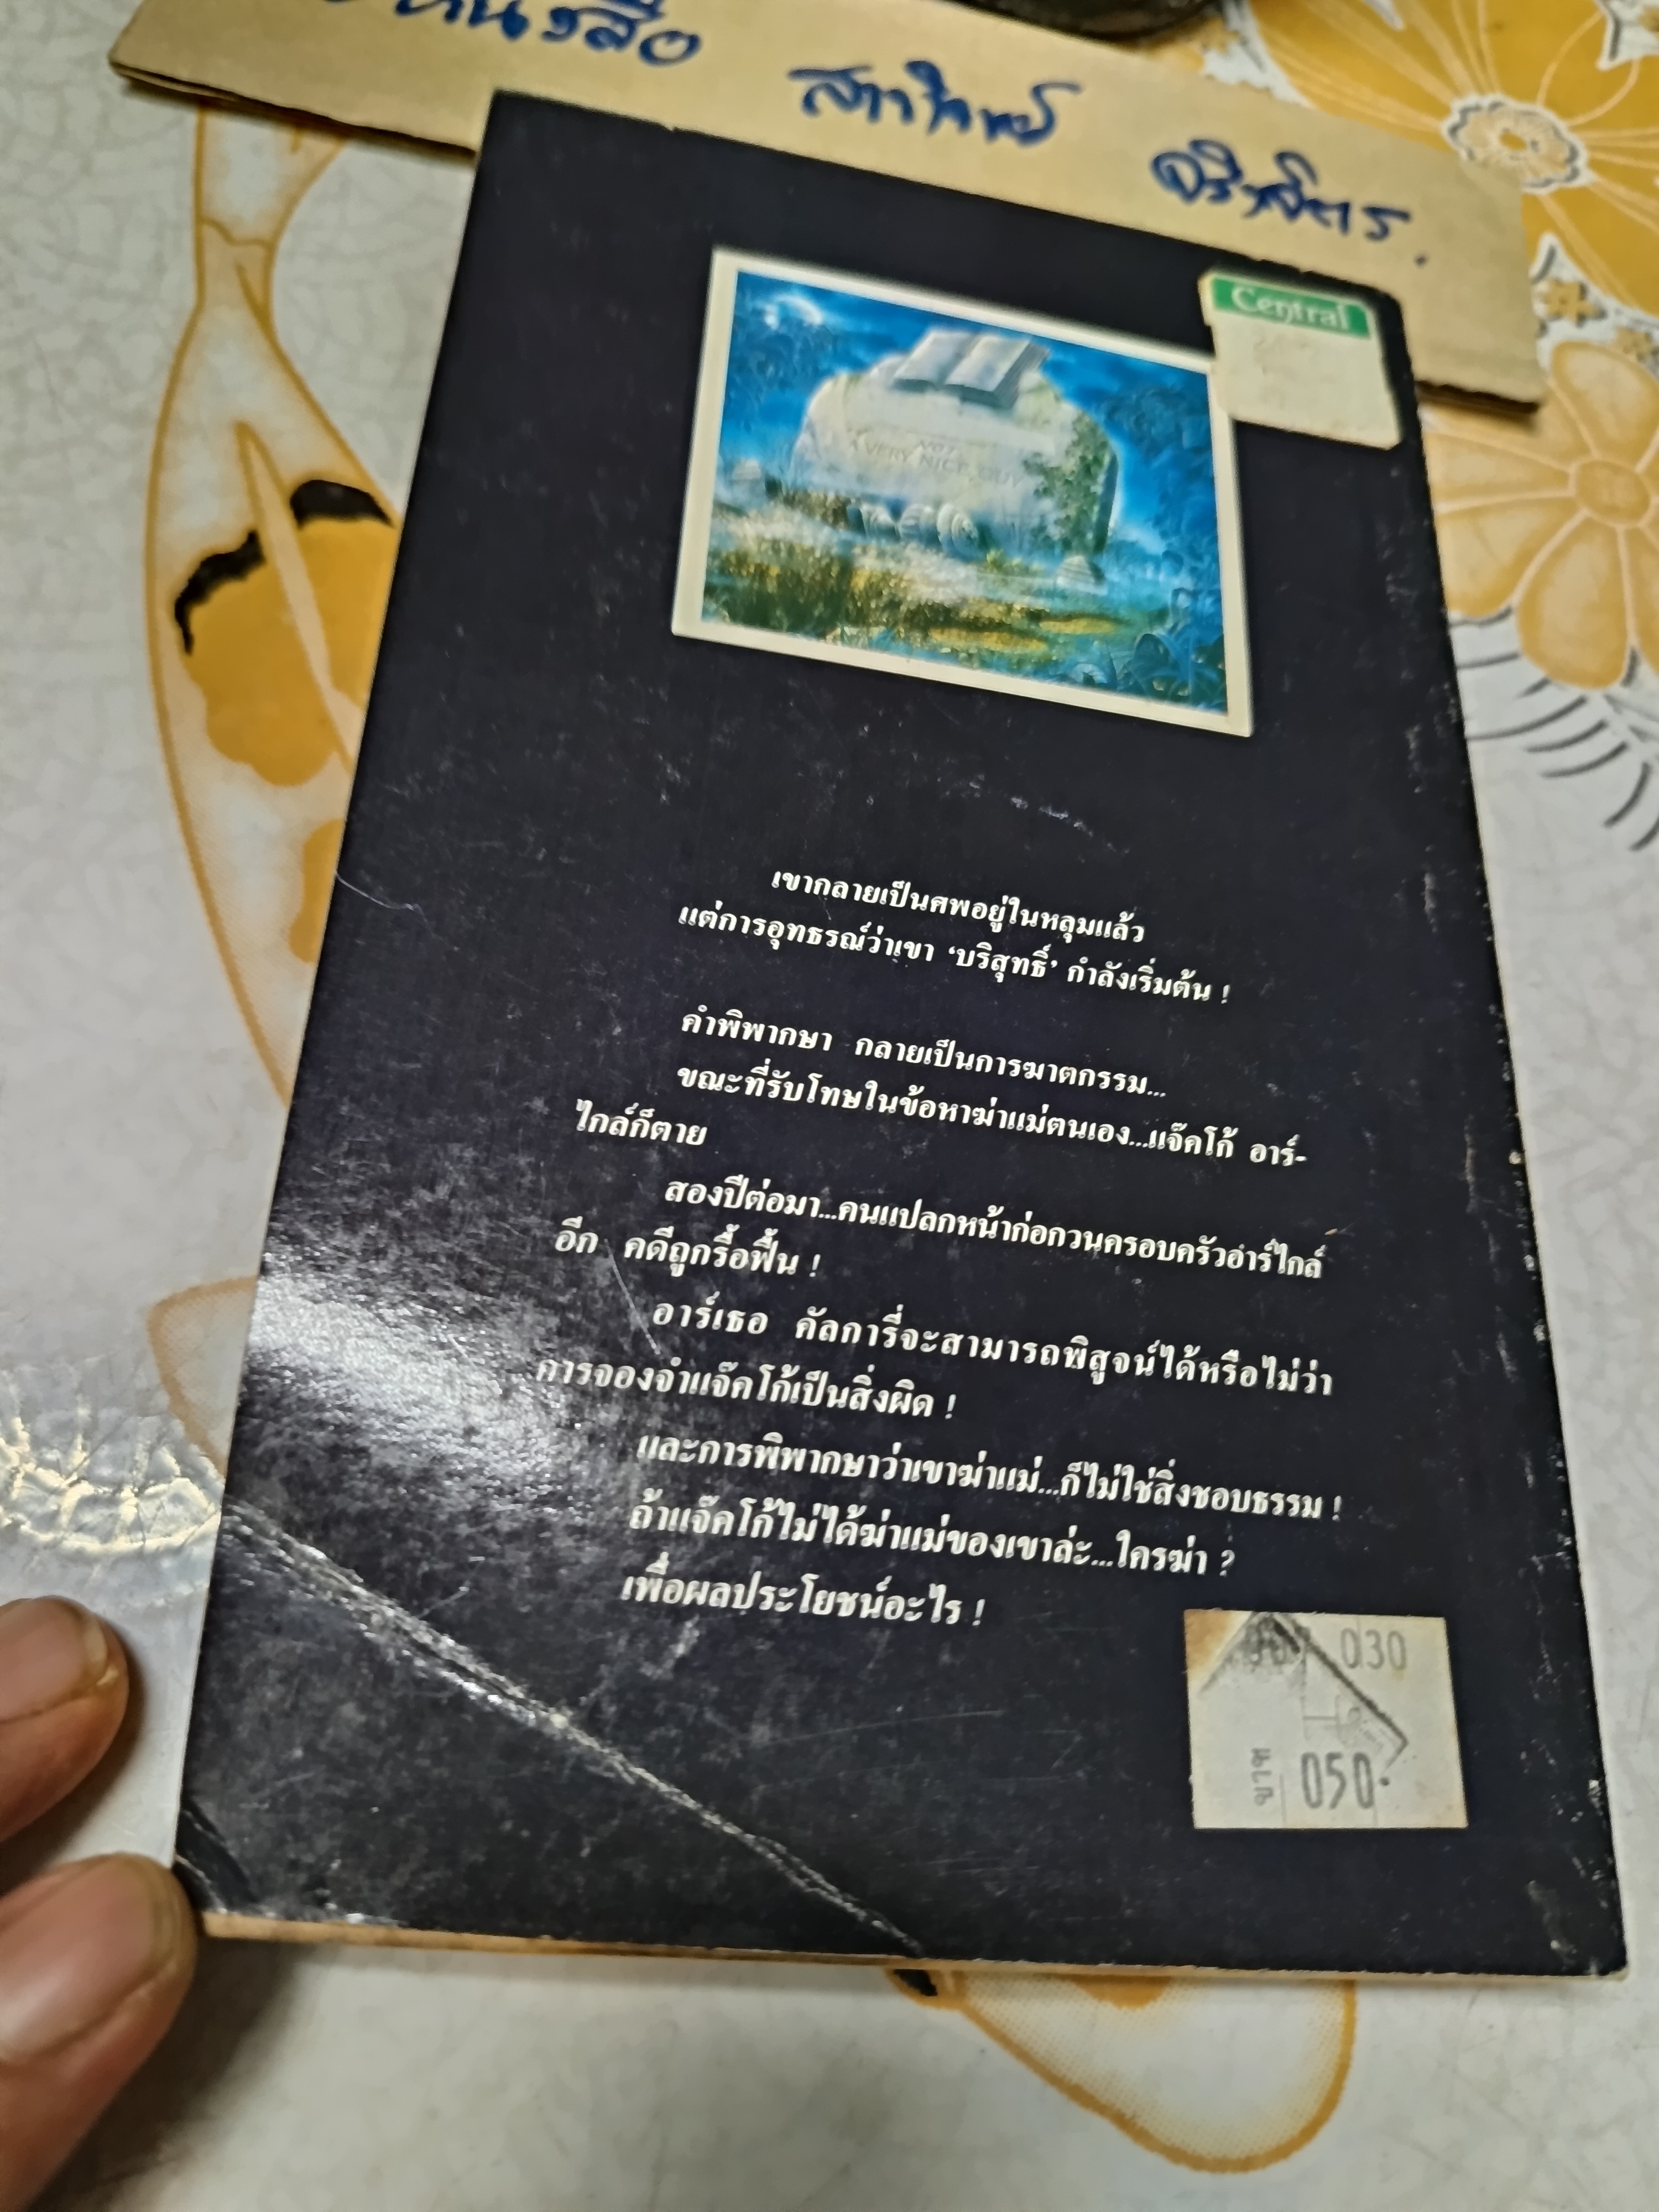 หนังสือ
Central
A VERY NICE GUY
เขากลายเป็นศพอยู่ในหลุมแล้ว
แต่การอุทธรณ์ว่าเขา ‘บริสุทธิ์’ กำลังเริ่มต้น !
คำพิพากษา กลายเป็นการฆาตกรรม...
ขณะที่รับโทษในข้อหาฆ่าแม่ตนเอง...แจ๊คโก้ อาร์-
ไกล์ก็ตาย
สองปีต่อมา...คนแปลกหน้าก่อกวนครอบครัวอาร์ไกล์
อีก คดีถูกรื้อฟื้น !
อาร์เธอ คัลการี่จะสามารถพิสูจน์ได้หรือไม่ว่า
การจองจำแจ๊คโก้เป็นสิ่งผิด !
และการพิพากษาว่าเขาฆ่าแม่...ก็ไม่ใช่สิ่งชอบธรรม !
ถ้าแจ๊คโก้ไม่ได้ฆ่าแม่ของเขาล่ะ...ใครฆ่า ?
เพื่อผลประโยชน์อะไร !
030
050.